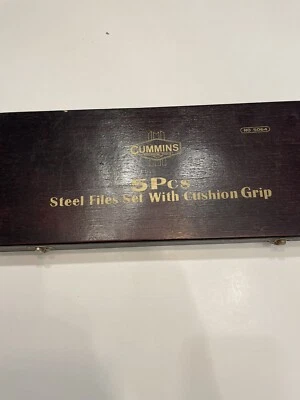 CUMMINS
NO. 5064
5Pcs
Steel Files Set With Cushion Grip